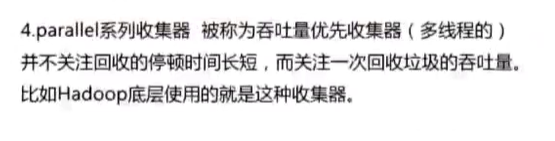 4.parallel系列收集器  被称为吞吐量优先收集器（多线程的）
并不关注回收的停顿时间长短，而关注一次回收垃圾的吞吐量。
比如Hadoop底层使用的就是这种收集器。